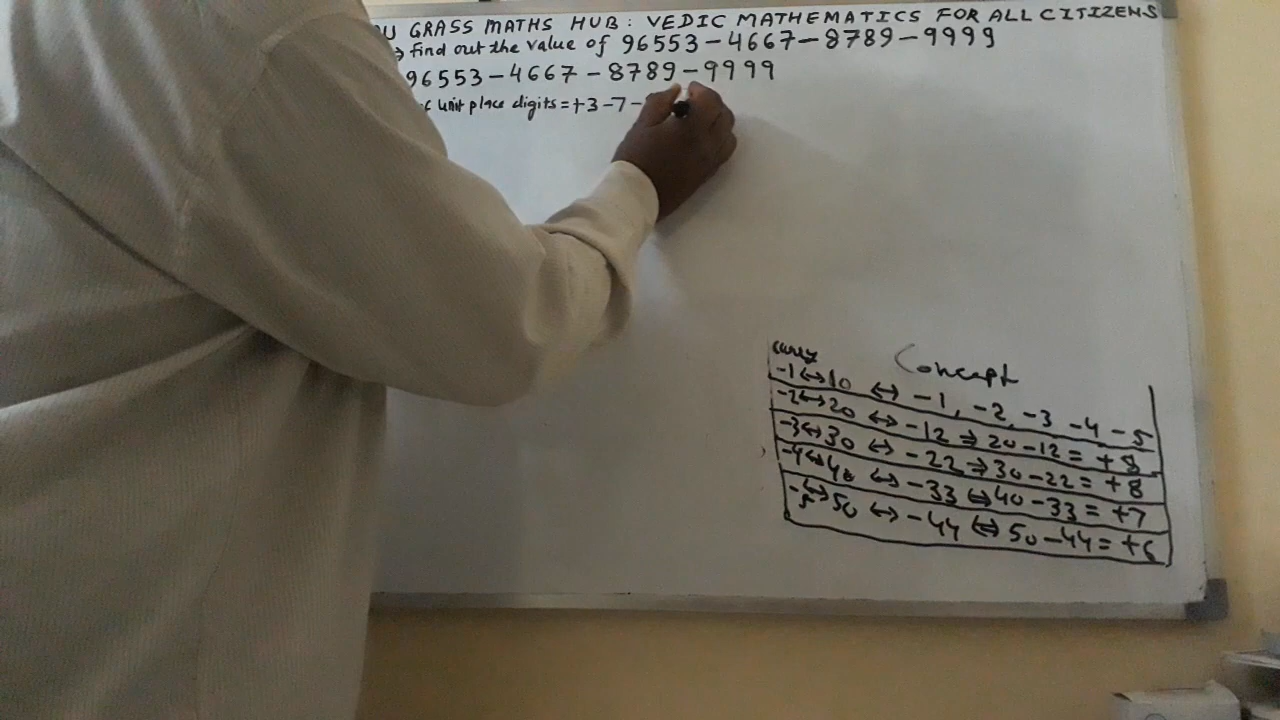 GRASS MATHS HUB: VEDIC MATHEMATICS FOR ALL CITIZENS
find out the value of 96553-4667-8789-9999
96553-4667-8789-9999
unit place digits=+3-7-
carry Concept
-1↔10 ↔ -1, -2, -3 -4 -5
-2↔20 ↔ -12 ⇒ 20-12= +8
-3↔30 ↔ -22 ⇒ 30-22= +8
-4↔40 ↔ -33 ⇔ 40-33= +7
-5↔50 ↔ -44 ⇔ 50-44= +6